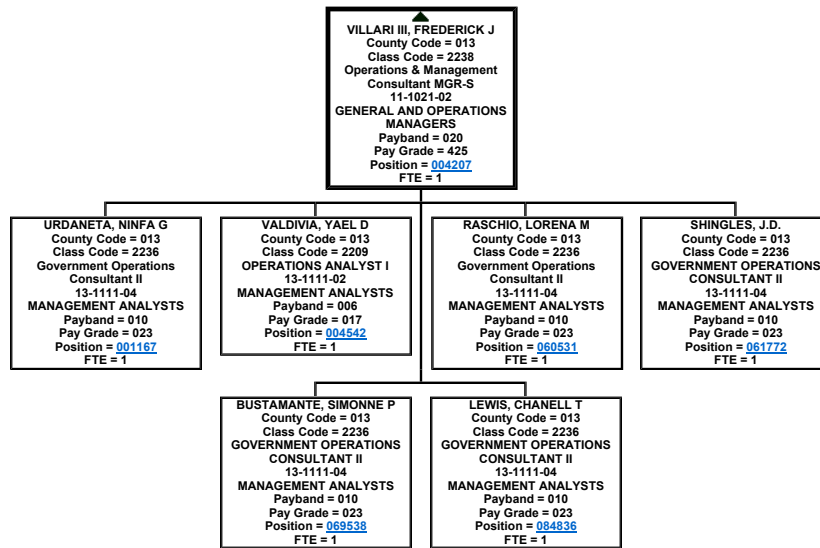 VILLARI III, FREDERICK J
County Code = 013
Class Code = 2238
Operations & Management
Consultant MGR-S
11-1021-02
GENERAL AND OPERATIONS
MANAGERS
Payband = 020
Pay Grade = 425
Position = 004207
FTE = 1
URDANETA, NINFA G
County Code = 013
Class Code = 2236
Government Operations
Consultant II
13-1111-04
MANAGEMENT ANALYSTS
Payband = 010
Pay Grade = 023
Position = 001167
FTE = 1
VALDIVIA, YAEL D
County Code = 013
Class Code = 2209
OPERATIONS ANALYST I
13-1111-02
MANAGEMENT ANALYSTS
Payband = 006
Pay Grade = 017
Position = 004542
FTE = 1
RASCHIO, LORENA M
County Code = 013
Class Code = 2236
Government Operations
Consultant II
13-1111-04
MANAGEMENT ANALYSTS
Payband = 010
Pay Grade = 023
Position = 060531
FTE = 1
SHINGLES, J.D.
County Code = 013
Class Code = 2236
GOVERNMENT OPERATIONS
CONSULTANT II
13-1111-04
MANAGEMENT ANALYSTS
Payband = 010
Pay Grade = 023
Position = 061772
FTE = 1
BUSTAMANTE, SIMONNE P
County Code = 013
Class Code = 2236
GOVERNMENT OPERATIONS
CONSULTANT II
13-1111-04
MANAGEMENT ANALYSTS
Payband = 010
Pay Grade = 023
Position = 069538
FTE = 1
LEWIS, CHANELL T
County Code = 013
Class Code = 2236
GOVERNMENT OPERATIONS
CONSULTANT II
13-1111-04
MANAGEMENT ANALYSTS
Payband = 010
Pay Grade = 023
Position = 084836
FTE = 1